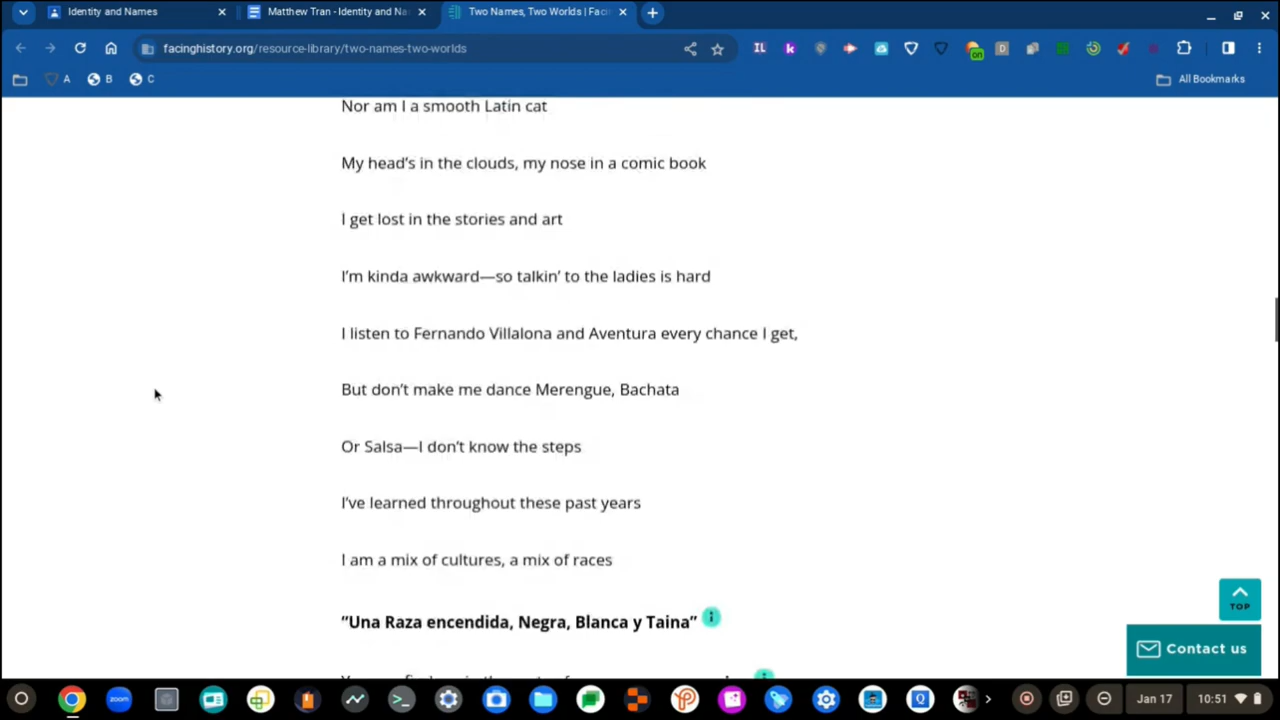 Identity and Names
Matthew Tran - Identity and Na
Two Names, Two Worlds | Faci
facinghistory.org/resource-library/two-names-two-worlds
A
B
C
All Bookmarks
Nor am I a smooth Latin cat
My head’s in the clouds, my nose in a comic book
I get lost in the stories and art
I’m kinda awkward—so talkin’ to the ladies is hard
I listen to Fernando Villalona and Aventura every chance I get,
But don’t make me dance Merengue, Bachata
Or Salsa—I don’t know the steps
I’ve learned throughout these past years
I am a mix of cultures, a mix of races
“Una Raza encendida, Negra, Blanca y Taina”
TOP
Contact us
zoom
Jan 17
10:51